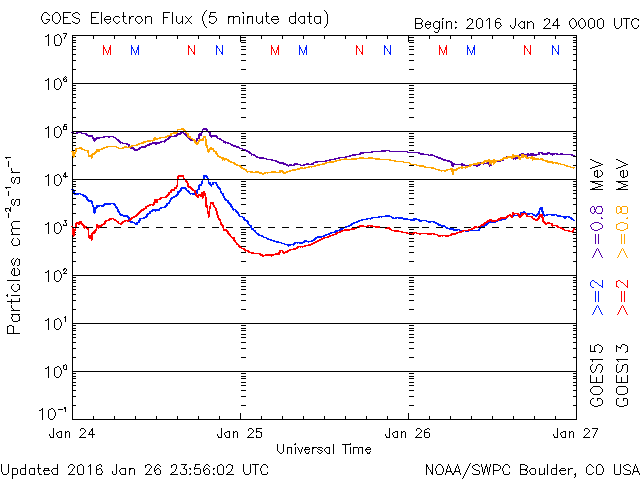 GOES Electron Flux (5 minute data)
Begin: 2016 Jan 24 0000 UTC
10⁷
M M N N M M N N M M N N
10⁶
10⁵
10⁴
10³
10²
10¹
10⁰
10⁻¹
Particles cm⁻²s⁻¹sr⁻¹
GOES15 >=2 >=0.8 MeV
GOES13 >=2 >=0.8 MeV
Jan 24 Jan 25 Jan 26 Jan 27
Universal Time
Updated 2016 Jan 26 23:56:02 UTC
NOAA/SWPC Boulder, CO USA